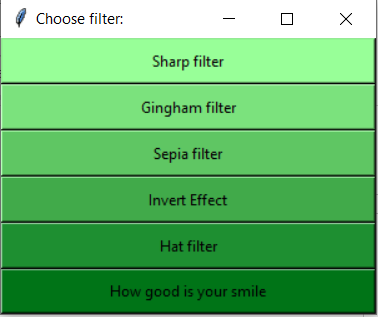 Choose filter:
Sharp filter
Gingham filter
Sepia filter
Invert Effect
Hat filter
How good is your smile